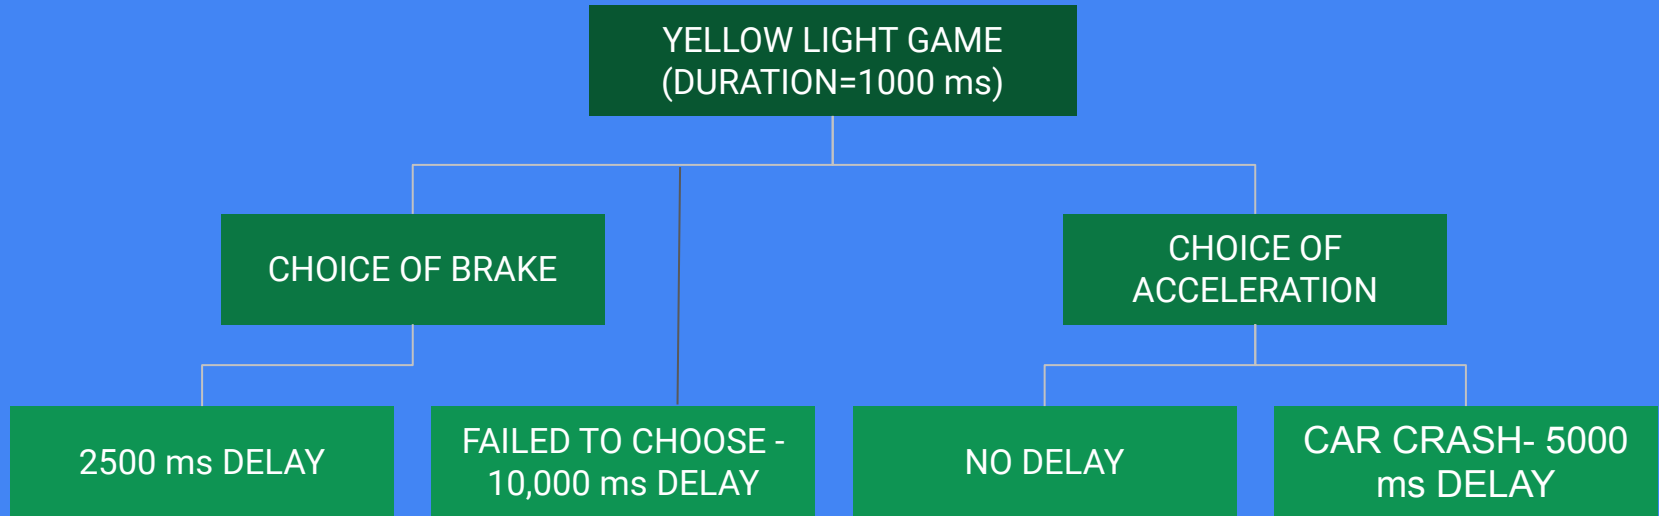 YELLOW LIGHT GAME
(DURATION=1000 ms)
CHOICE OF BRAKE
CHOICE OF
ACCELERATION
2500 ms DELAY
FAILED TO CHOOSE -
10,000 ms DELAY
NO DELAY
CAR CRASH- 5000
ms DELAY